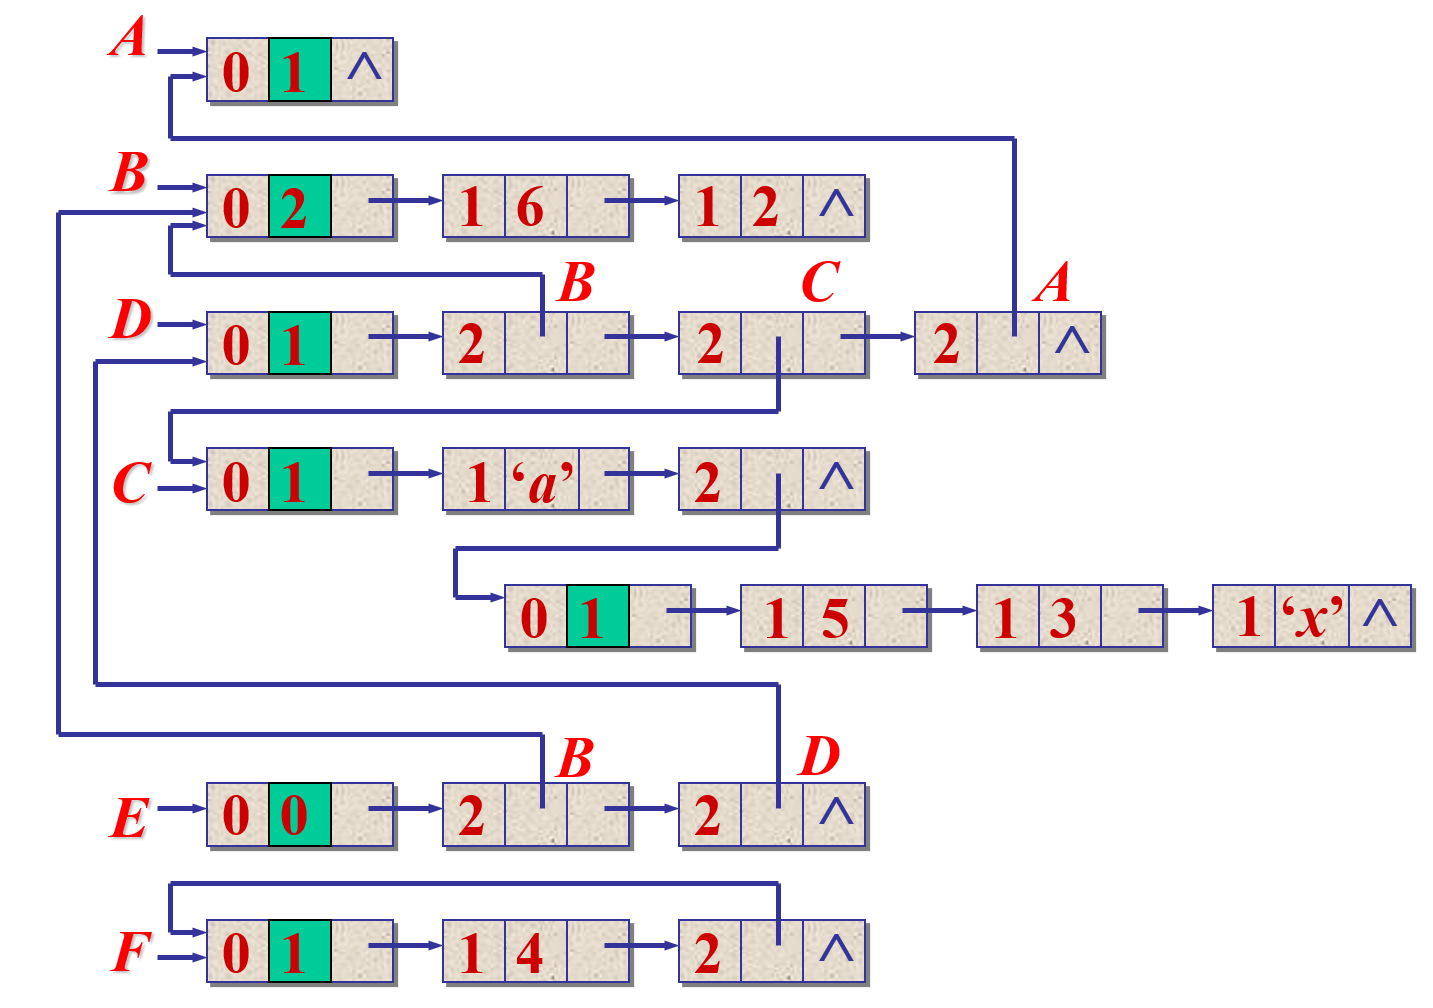 A 0 1 ^
B 0 2 1 6 1 2 ^
B C A
D 0 1 2 2 2 ^
C 0 1 1 ‘a’ 2 ^
0 1 1 5 1 3 1 ‘x’ ^
B D
E 0 0 2 2 ^
F 0 1 1 4 2 ^